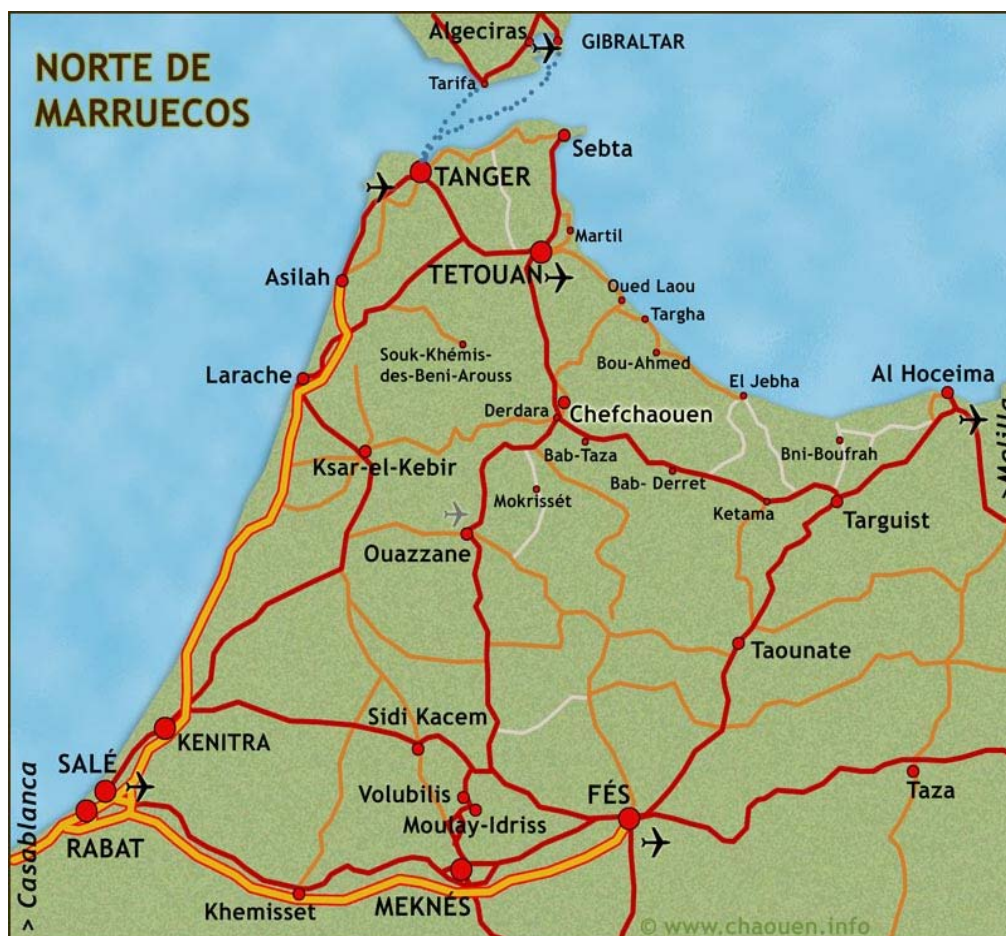 NORTE DE
MARRUECOS
Algeciras
GIBRALTAR
Tarifa
Sebta
TANGER
Martil
TETOUAN
Asilah
Oued Laou
Targha
Souk-Khémis-
des-Beni-Arouss
Bou-Ahmed
Larache
El Jebha
Al Hoceima
Melilla
Derdara
Chefchaouen
Bab-Taza
Bni-Boufrah
Ksar-el-Kebir
Bab- Derret
Mokrissét
Ketama
Targuist
Ouazzane
Taounate
Sidi Kacem
KENITRA
SALÉ
Volubilis
FÉS
Taza
Moulay-Idriss
RABAT
> Casablanca
Khemisset
MEKNÉS
© www.chaouen.info